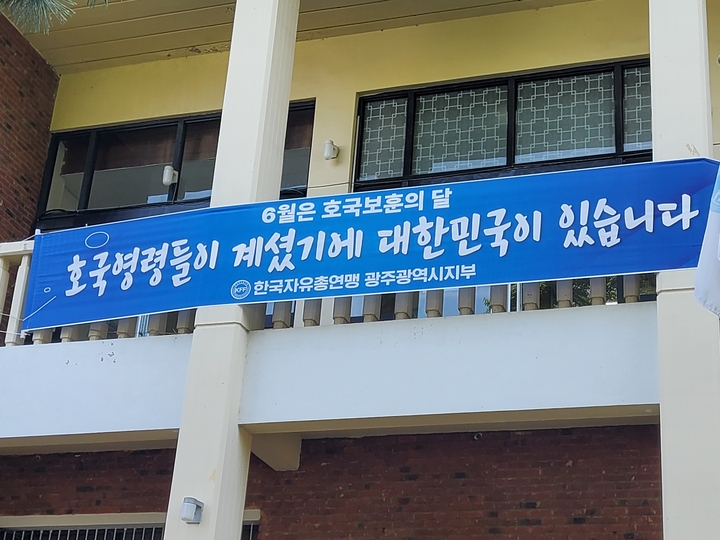 6월은 호국보훈의 달
호국영령들이 계셨기에 대한민국이 있습니다
KFF 한국자유총연맹 광주광역시지부